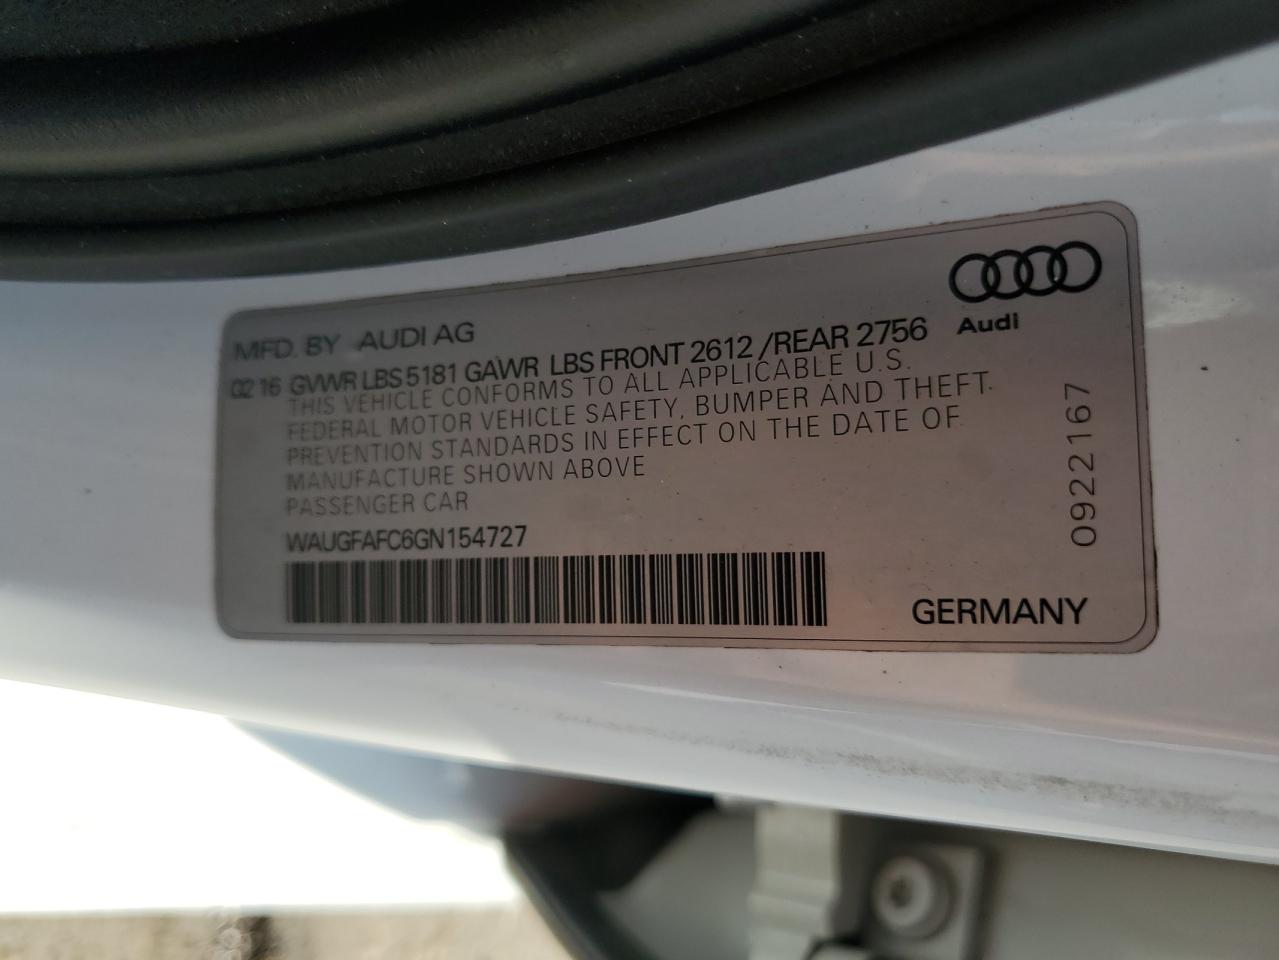 Audi
MFD. BY AUDI AG
02 16 GVWR LBS 5181 GAWR LBS FRONT 2612 /REAR 2756
THIS VEHICLE CONFORMS TO ALL APPLICABLE U.S.
FEDERAL MOTOR VEHICLE SAFETY, BUMPER AND THEFT
PREVENTION STANDARDS IN EFFECT ON THE DATE OF
MANUFACTURE SHOWN ABOVE
PASSENGER CAR
WAUGFAFC6GN154727
GERMANY
0922167